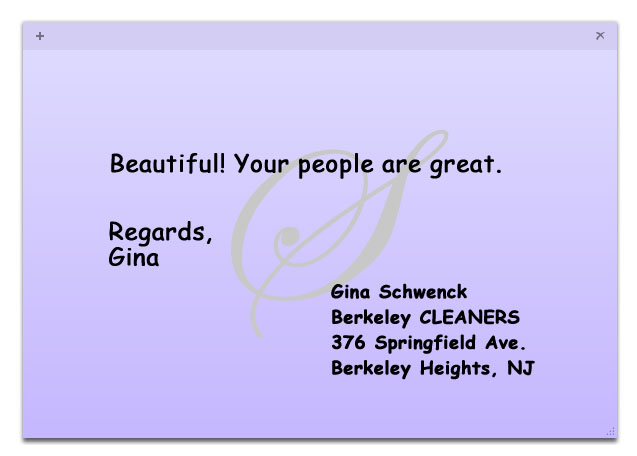 Beautiful! Your people are great.
Regards,
Gina
Gina Schwenck
Berkeley CLEANERS
376 Springfield Ave.
Berkeley Heights, NJ